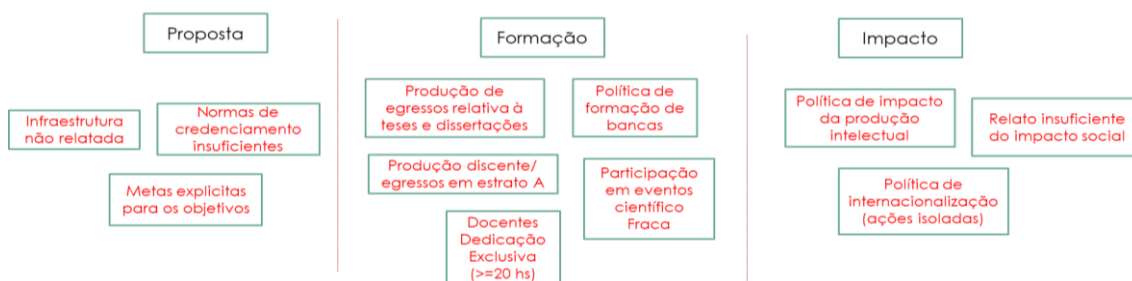 Proposta
Infraestrutura
não relatada
Normas de
credenciamento
insuficientes
Metas explicitas
para os objetivos
Formação
Produção de
egressos relativa à
teses e dissertações
Política de
formação de
bancas
Produção discente/
egressos em estrato A
Participação
em eventos
científico
Fraca
Docentes
Dedicação
Exclusiva
(>=20 hs)
Impacto
Política de impacto
da produção
intelectual
Relato insuficiente
do impacto social
Política de
internacionalização
(ações isoladas)